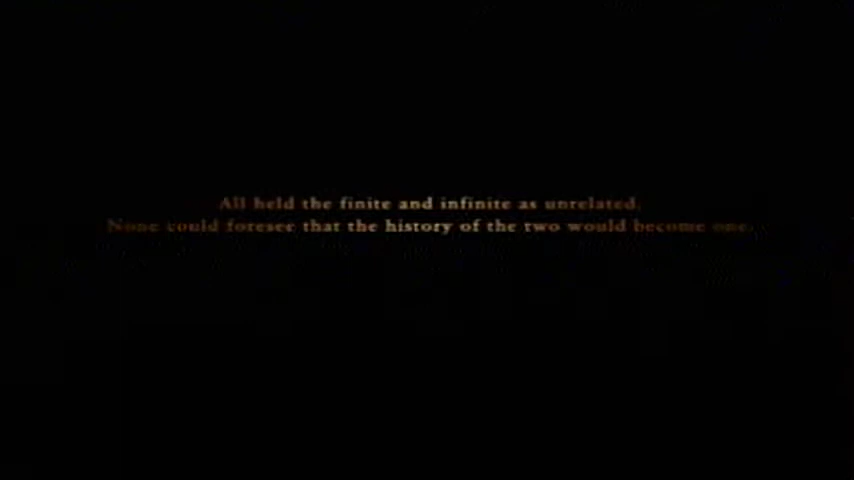 All held the finite and infinite as unrelated.
None could foresee that the history of the two would become one.